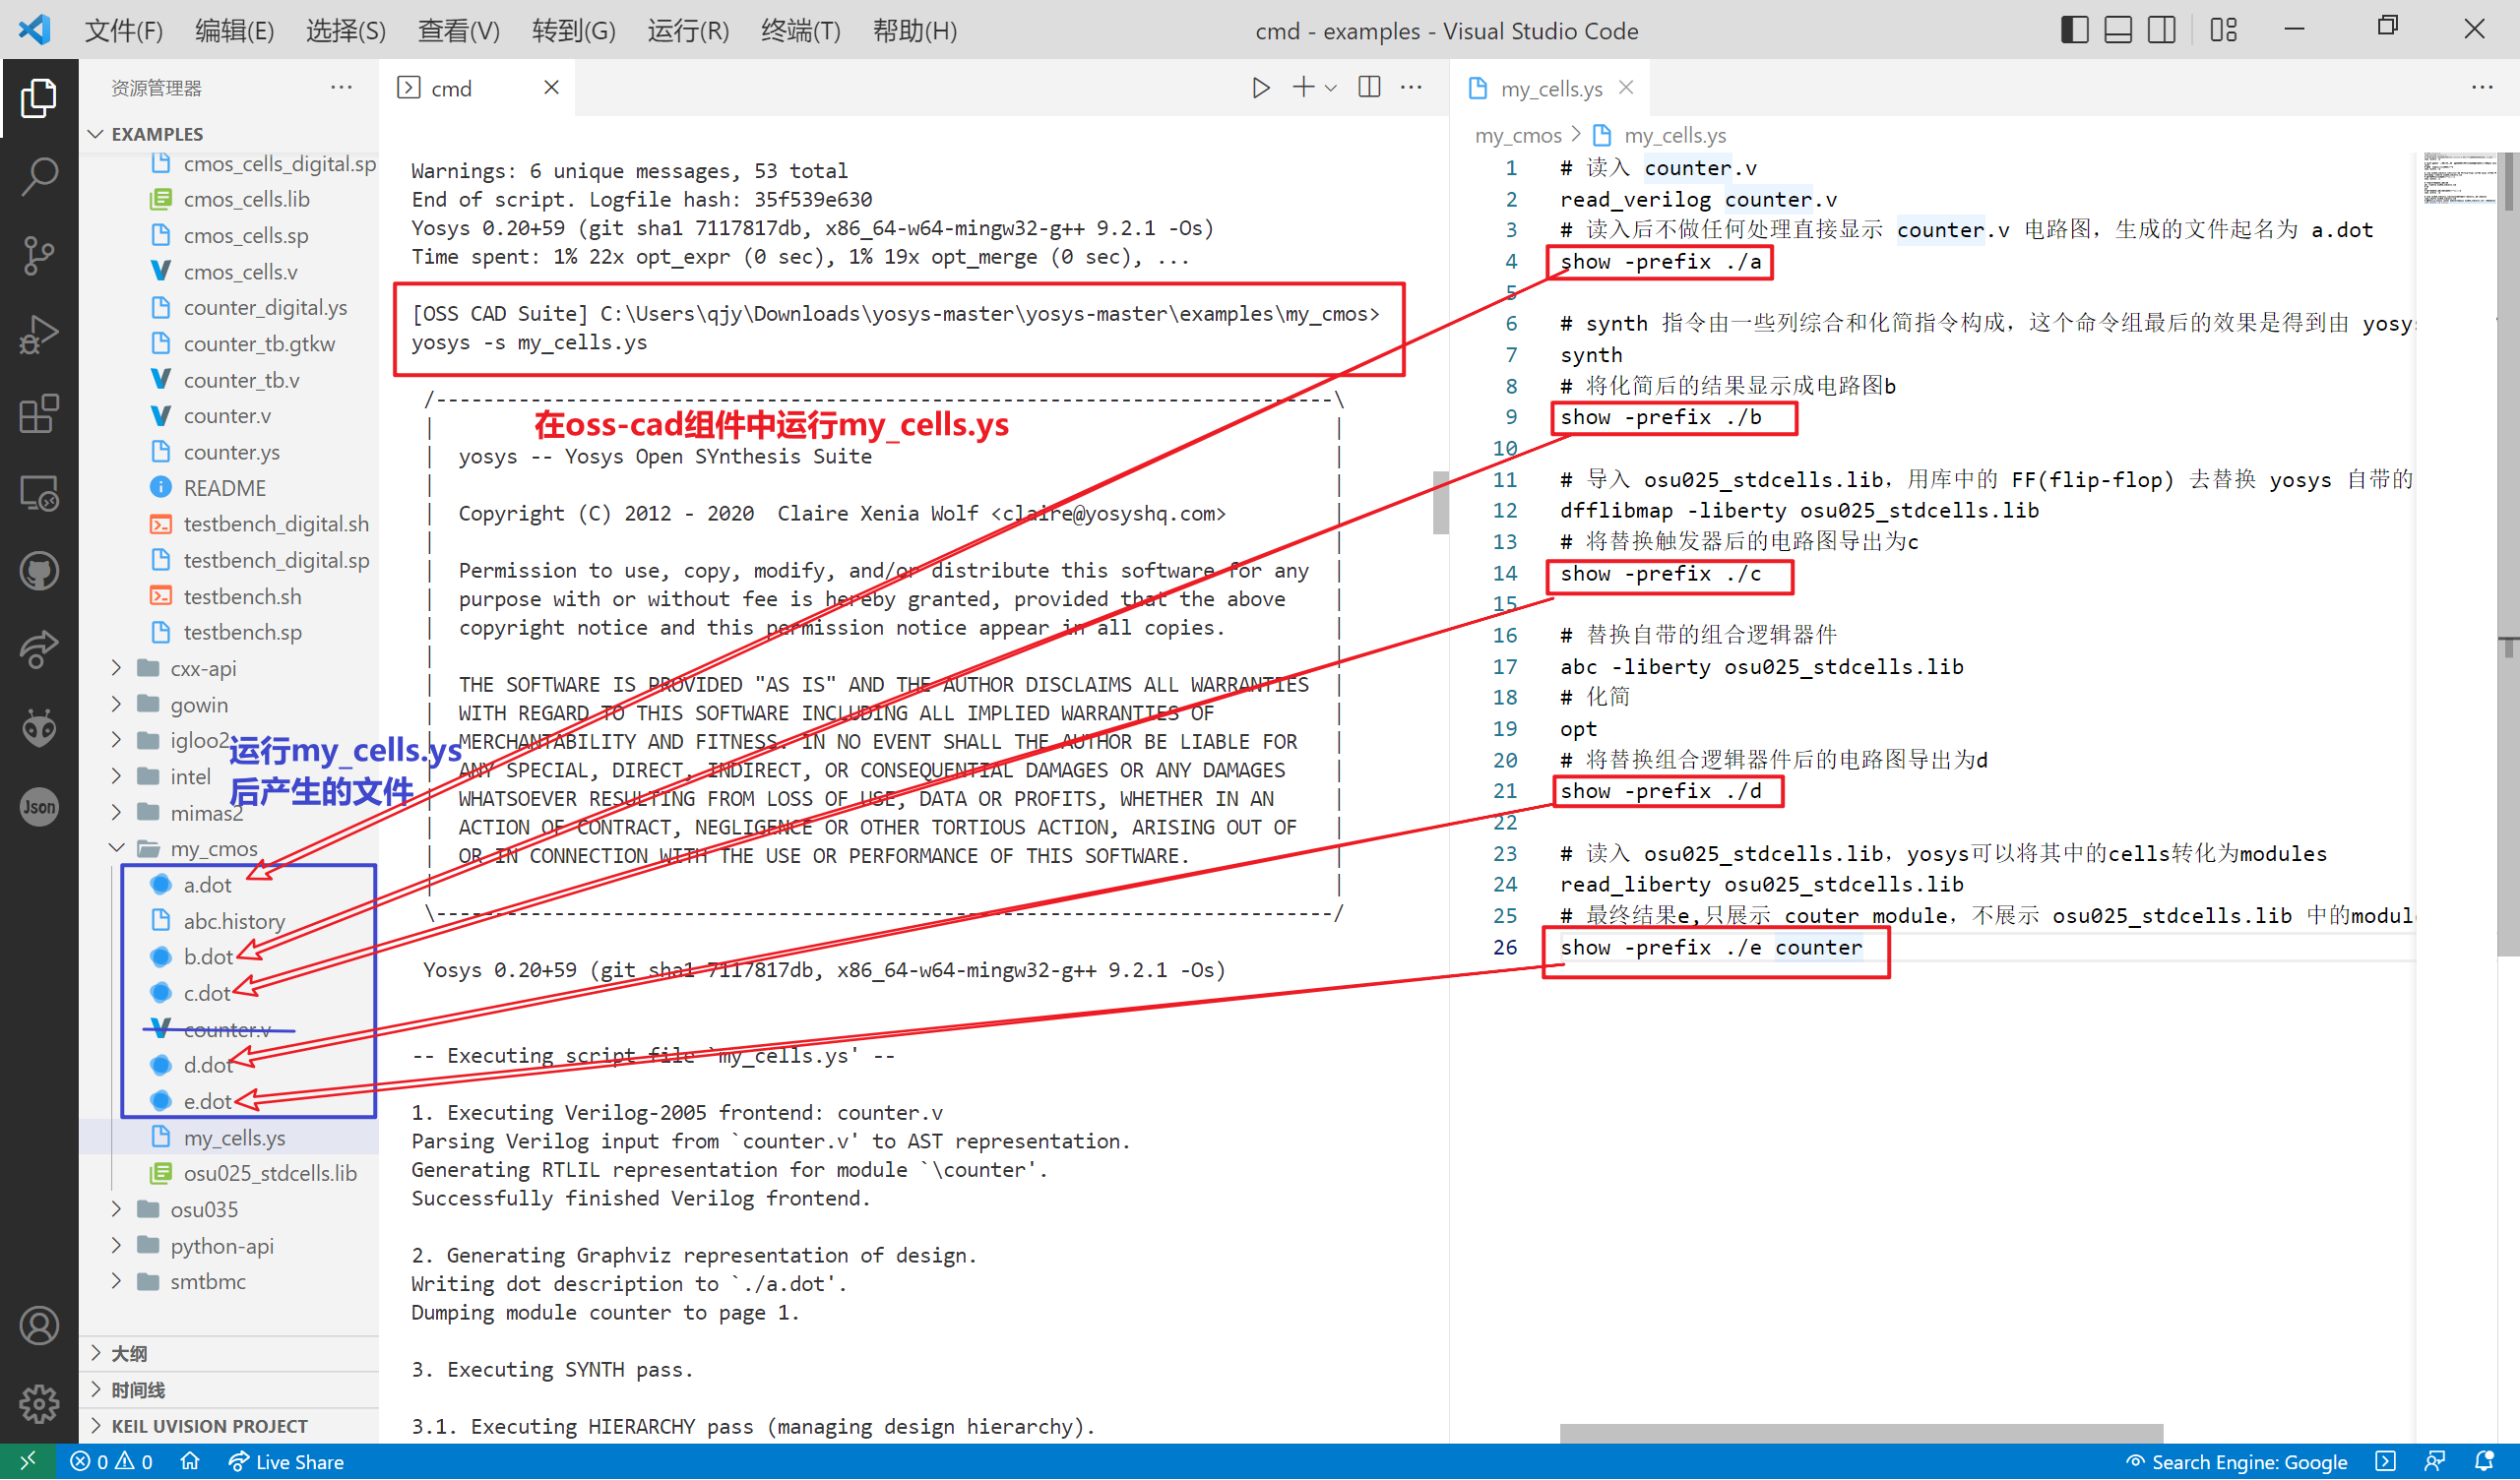 文件(F) 编辑(E) 选择(S) 查看(V) 转到(G) 运行(R) 终端(T) 帮助(H)
cmd - examples - Visual Studio Code
资源管理器
EXAMPLES
cmos_cells_digital.sp
cmos_cells.lib
cmos_cells.sp
cmos_cells.v
counter_digital.ys
counter_tb.gtkw
counter_tb.v
counter.v
counter.ys
README
testbench_digital.sh
testbench_digital.sp
testbench.sh
testbench.sp
cxx-api
gowin
igloo2
intel
mimas2
my_cmos
运行my_cells.ys
后产生的文件
a.dot
abc.history
b.dot
c.dot
counter.v
d.dot
e.dot
my_cells.ys
osu025_stdcells.lib
osu035
python-api
smtbmc
大纲
时间线
KEIL UVISION PROJECT
Json
cmd
Warnings: 6 unique messages, 53 total
End of script. Logfile hash: 35f539e630
Yosys 0.20+59 (git sha1 7117817db, x86_64-w64-mingw32-g++ 9.2.1 -Os)
Time spent: 1% 22x opt_expr (0 sec), 1% 19x opt_merge (0 sec), ...
[OSS CAD Suite] C:\Users\qjy\Downloads\yosys-master\yosys-master\examples\my_cmos>
yosys -s my_cells.ys
/----------------------------------------------------------------------------\
在oss-cad组件中运行my_cells.ys
| yosys -- Yosys Open SYnthesis Suite |
| Copyright (C) 2012 - 2020  Claire Xenia Wolf <claire@yosyshq.com> |
| Permission to use, copy, modify, and/or distribute this software for any |
| purpose with or without fee is hereby granted, provided that the above |
| copyright notice and this permission notice appear in all copies. |
| THE SOFTWARE IS PROVIDED "AS IS" AND THE AUTHOR DISCLAIMS ALL WARRANTIES |
| WITH REGARD TO THIS SOFTWARE INCLUDING ALL IMPLIED WARRANTIES OF |
| MERCHANTABILITY AND FITNESS. IN NO EVENT SHALL THE AUTHOR BE LIABLE FOR |
| ANY SPECIAL, DIRECT, INDIRECT, OR CONSEQUENTIAL DAMAGES OR ANY DAMAGES |
| WHATSOEVER RESULTING FROM LOSS OF USE, DATA OR PROFITS, WHETHER IN AN |
| ACTION OF CONTRACT, NEGLIGENCE OR OTHER TORTIOUS ACTION, ARISING OUT OF |
| OR IN CONNECTION WITH THE USE OR PERFORMANCE OF THIS SOFTWARE. |
\----------------------------------------------------------------------------/
Yosys 0.20+59 (git sha1 7117817db, x86_64-w64-mingw32-g++ 9.2.1 -Os)
-- Executing script file `my_cells.ys' --
1. Executing Verilog-2005 frontend: counter.v
Parsing Verilog input from `counter.v' to AST representation.
Generating RTLIL representation for module `\counter'.
Successfully finished Verilog frontend.
2. Generating Graphviz representation of design.
Writing dot description to `./a.dot'.
Dumping module counter to page 1.
3. Executing SYNTH pass.
3.1. Executing HIERARCHY pass (managing design hierarchy).
my_cells.ys
my_cmos > my_cells.ys
1 # 读入 counter.v
2 read_verilog counter.v
3 # 读入后不做任何处理直接显示 counter.v 电路图，生成的文件起名为 a.dot
4 show -prefix ./a
5
6 # synth 指令由一些列综合和化简指令构成，这个命令组最后的效果是得到由 yosys
7 synth
8 # 将化简后的结果显示成电路图b
9 show -prefix ./b
10
11 # 导入 osu025_stdcells.lib，用库中的 FF(flip-flop) 去替换 yosys 自带的
12 dfflibmap -liberty osu025_stdcells.lib
13 # 将替换触发器后的电路图导出为c
14 show -prefix ./c
15
16 # 替换自带的组合逻辑器件
17 abc -liberty osu025_stdcells.lib
18 # 化简
19 opt
20 # 将替换组合逻辑器件后的电路图导出为d
21 show -prefix ./d
22
23 # 读入 osu025_stdcells.lib，yosys可以将其中的cells转化为modules
24 read_liberty osu025_stdcells.lib
25 # 最终结果e,只展示 couter module，不展示 osu025_stdcells.lib 中的modul
26 show -prefix ./e counter
0 0 Live Share
Search Engine: Google